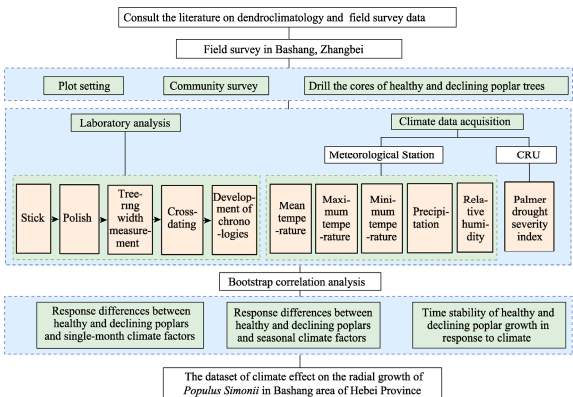 Consult the literature on dendroclimatology and field survey data
Field survey in Bashang, Zhangbei
Plot setting
Community survey
Drill the cores of healthy and declining poplar trees
Laboratory analysis
Climate data acquisition
Meteorological Station
CRU
Stick
Polish
Tree-
ring
width
measure-
ment
Cross-
dating
Develop-
ment of
chrono
-logies
Mean
tempe
-rature
Maximum
tempe
-rature
Minimum
tempe
-rature
Precipi-
tation
Rela-
tive
humi-
dity
Palmer
drought
severity
index
Bootstrap correlation analysis
Response differences between
healthy and declining poplars
and single-month climate factors
Response differences between
healthy and declining poplars
and seasonal climate factors
Time stability of healthy and
declining poplar growth in
response to climate
The dataset of climate effect on the radial growth of
Populus Simonii in Bashang area of Hebei Province